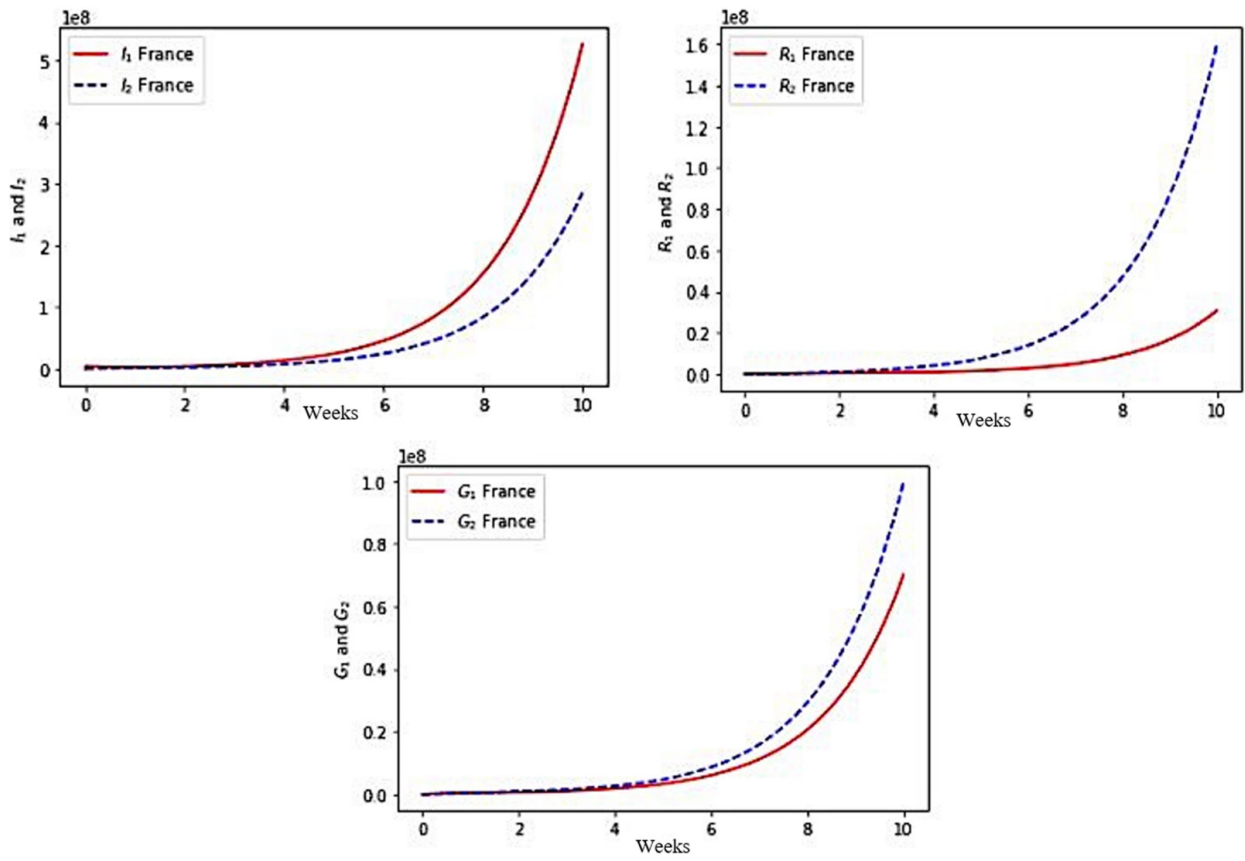 1e8
I₁ France
I₂ France
I₁ and I₂
5
4
3
2
1
0
0 2 4 6 8 10
Weeks
1e8
R₁ France
R₂ France
R₁ and R₂
1.6
1.4
1.2
1.0
0.8
0.6
0.4
0.2
0.0
0 2 4 6 8 10
Weeks
1e8
G₁ France
G₂ France
G₁ and G₂
1.0
0.8
0.6
0.4
0.2
0.0
0 2 4 6 8 10
Weeks